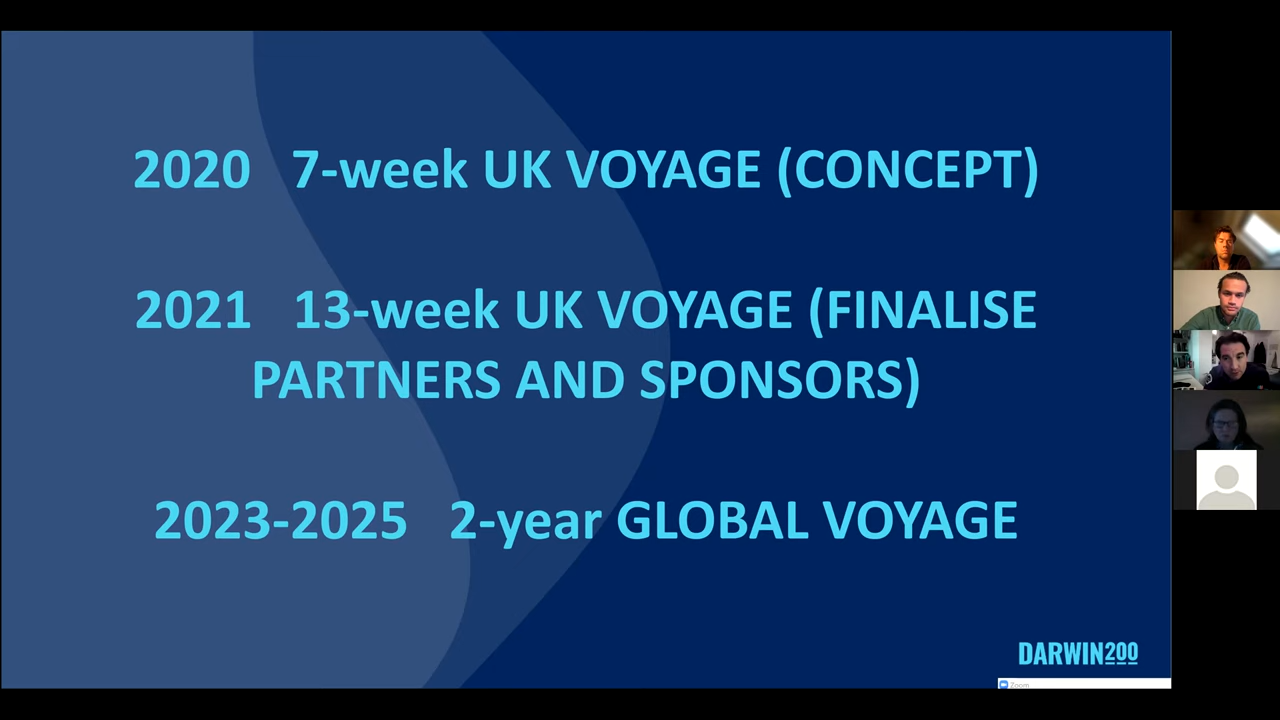 2020 7-week UK VOYAGE (CONCEPT)
2021 13-week UK VOYAGE (FINALISE
PARTNERS AND SPONSORS)
2023-2025 2-year GLOBAL VOYAGE
DARWIN200
Zoom